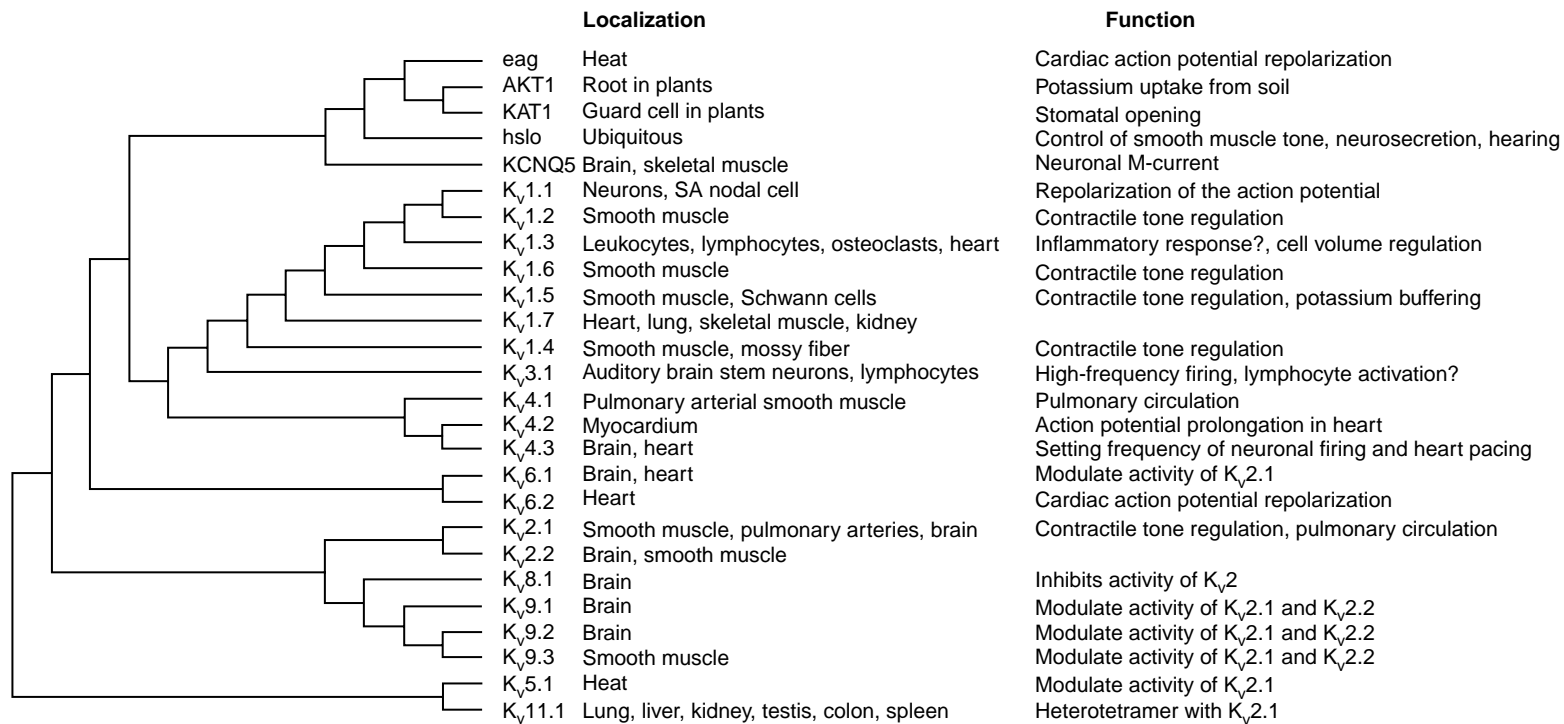 Localization Function
eag Heat Cardiac action potential repolarization
AKT1 Root in plants Potassium uptake from soil
KAT1 Guard cell in plants Stomatal opening
hslo Ubiquitous Control of smooth muscle tone, neurosecretion, hearing
KCNQ5 Brain, skeletal muscle Neuronal M-current
Kv1.1 Neurons, SA nodal cell Repolarization of the action potential
Kv1.2 Smooth muscle Contractile tone regulation
Kv1.3 Leukocytes, lymphocytes, osteoclasts, heart Inflammatory response?, cell volume regulation
Kv1.6 Smooth muscle Contractile tone regulation
Kv1.5 Smooth muscle, Schwann cells Contractile tone regulation, potassium buffering
Kv1.7 Heart, lung, skeletal muscle, kidney
Kv1.4 Smooth muscle, mossy fiber Contractile tone regulation
Kv3.1 Auditory brain stem neurons, lymphocytes High-frequency firing, lymphocyte activation?
Kv4.1 Pulmonary arterial smooth muscle Pulmonary circulation
Kv4.2 Myocardium Action potential prolongation in heart
Kv4.3 Brain, heart Setting frequency of neuronal firing and heart pacing
Kv6.1 Brain, heart Modulate activity of Kv2.1
Kv6.2 Heart Cardiac action potential repolarization
Kv2.1 Smooth muscle, pulmonary arteries, brain Contractile tone regulation, pulmonary circulation
Kv2.2 Brain, smooth muscle
Kv8.1 Brain Inhibits activity of Kv2
Kv9.1 Brain Modulate activity of Kv2.1 and Kv2.2
Kv9.2 Brain Modulate activity of Kv2.1 and Kv2.2
Kv9.3 Smooth muscle Modulate activity of Kv2.1 and Kv2.2
Kv5.1 Heat Modulate activity of Kv2.1
Kv11.1 Lung, liver, kidney, testis, colon, spleen Heterotetramer with Kv2.1